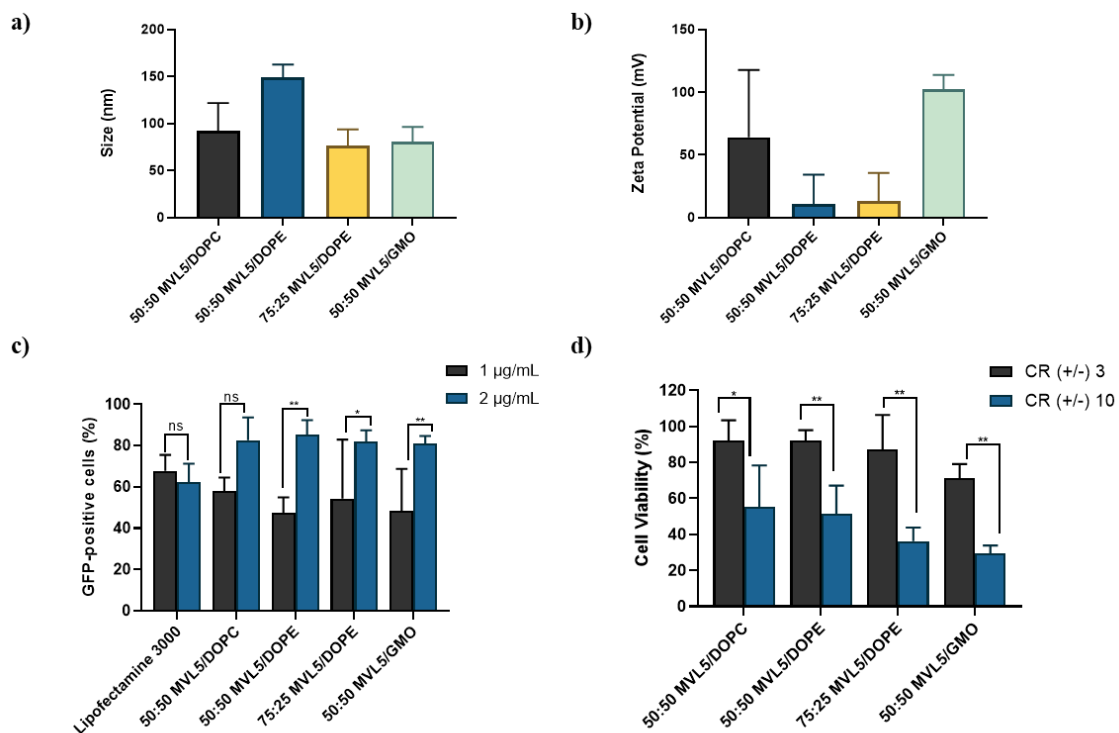 a)
Size (nm)
200
150
100
50
0
50:50 MVL5/DOPC
50:50 MVL5/DOPE
75:25 MVL5/DOPE
50:50 MVL5/GMO
b)
Zeta Potential (mV)
150
100
50
0
50:50 MVL5/DOPC
50:50 MVL5/DOPE
75:25 MVL5/DOPE
50:50 MVL5/GMO
c)
1 µg/mL
2 µg/mL
GFP-positive cells (%)
100
80
60
40
20
0
ns
ns
**
*
**
Lipofectamine 3000
50:50 MVL5/DOPC
50:50 MVL5/DOPE
75:25 MVL5/DOPE
50:50 MVL5/GMO
d)
CR (+/-) 3
CR (+/-) 10
Cell Viability (%)
120
100
80
60
40
20
0
*
**
**
**
50:50 MVL5/DOPC
50:50 MVL5/DOPE
75:25 MVL5/DOPE
50:50 MVL5/GMO